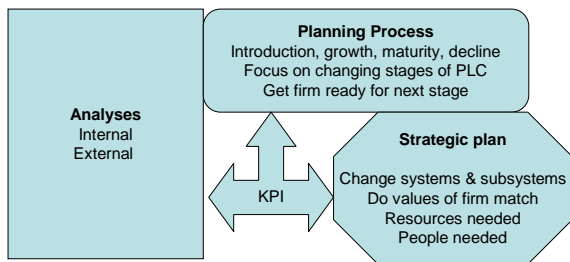 Analyses
Internal
External
Planning Process
Introduction, growth, maturity, decline
Focus on changing stages of PLC
Get firm ready for next stage
KPI
Strategic plan
Change systems & subsystems
Do values of firm match
Resources needed
People needed